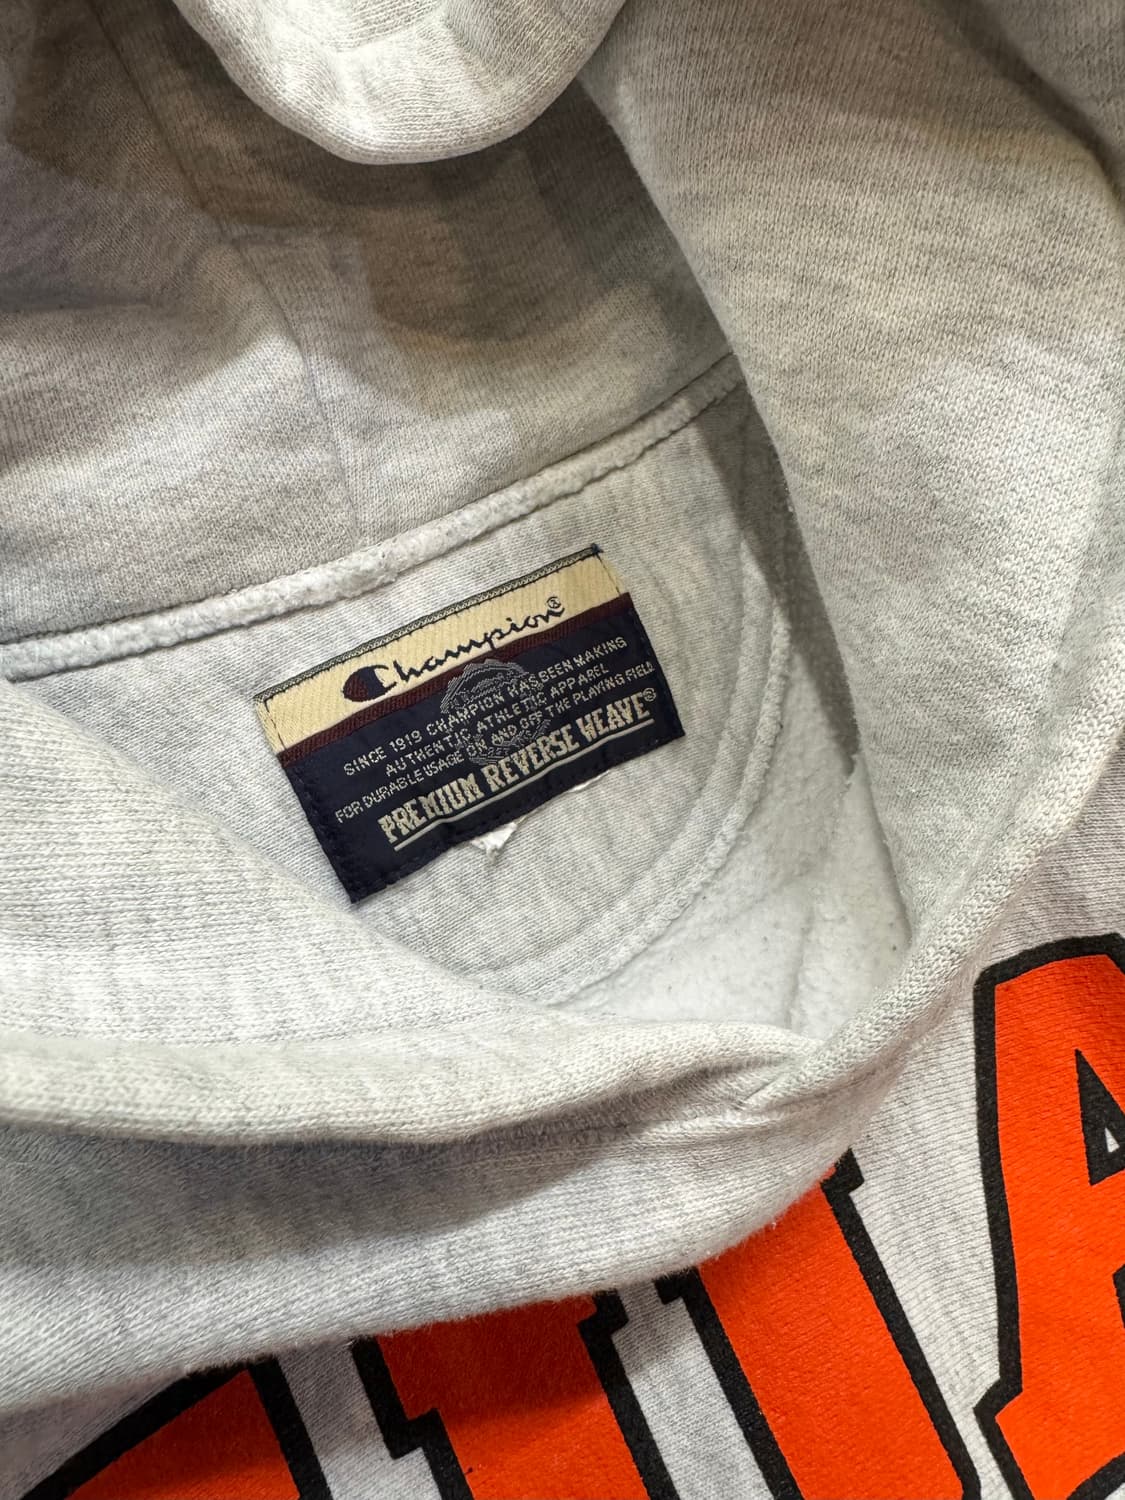 Champion®
SINCE 1919 CHAMPION HAS BEEN MAKING
AUTHENTIC ATHLETIC APPAREL
FOR DURABLE USAGE ON AND OFF THE PLAYING FIELD
PREMIUM REVERSE WEAVE®
A